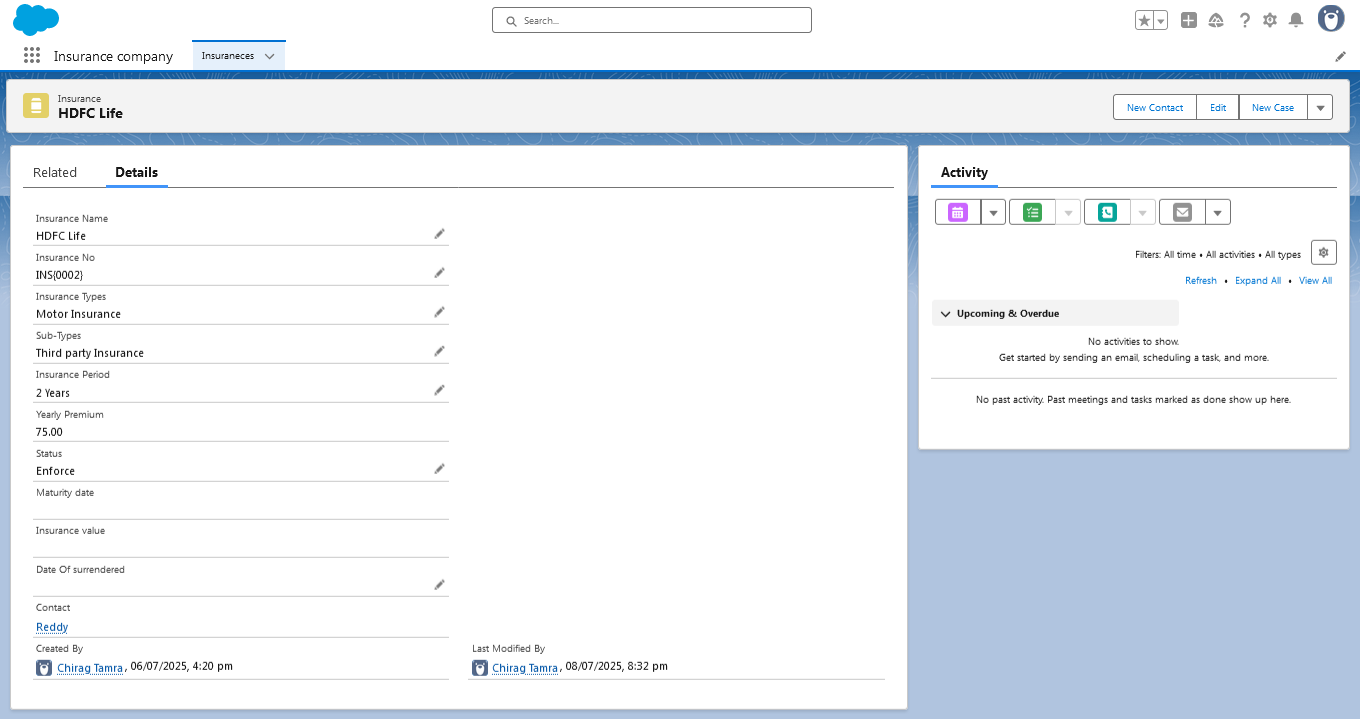 Search...
Insurance company
Insuraneces
Insurance
HDFC Life
New Contact
Edit
New Case
Related
Details
Insurance Name
HDFC Life
Insurance No
INS{0002}
Insurance Types
Motor Insurance
Sub-Types
Third party Insurance
Insurance Period
2 Years
Yearly Premium
75.00
Status
Enforce
Maturity date
Insurance value
Date Of surrendered
Contact
Reddy
Created By
Chirag Tamra, 06/07/2025, 4:20 pm
Last Modified By
Chirag Tamra, 08/07/2025, 8:32 pm
Activity
Filters: All time • All activities • All types
Refresh • Expand All • View All
Upcoming & Overdue
No activities to show.
Get started by sending an email, scheduling a task, and more.
No past activity. Past meetings and tasks marked as done show up here.